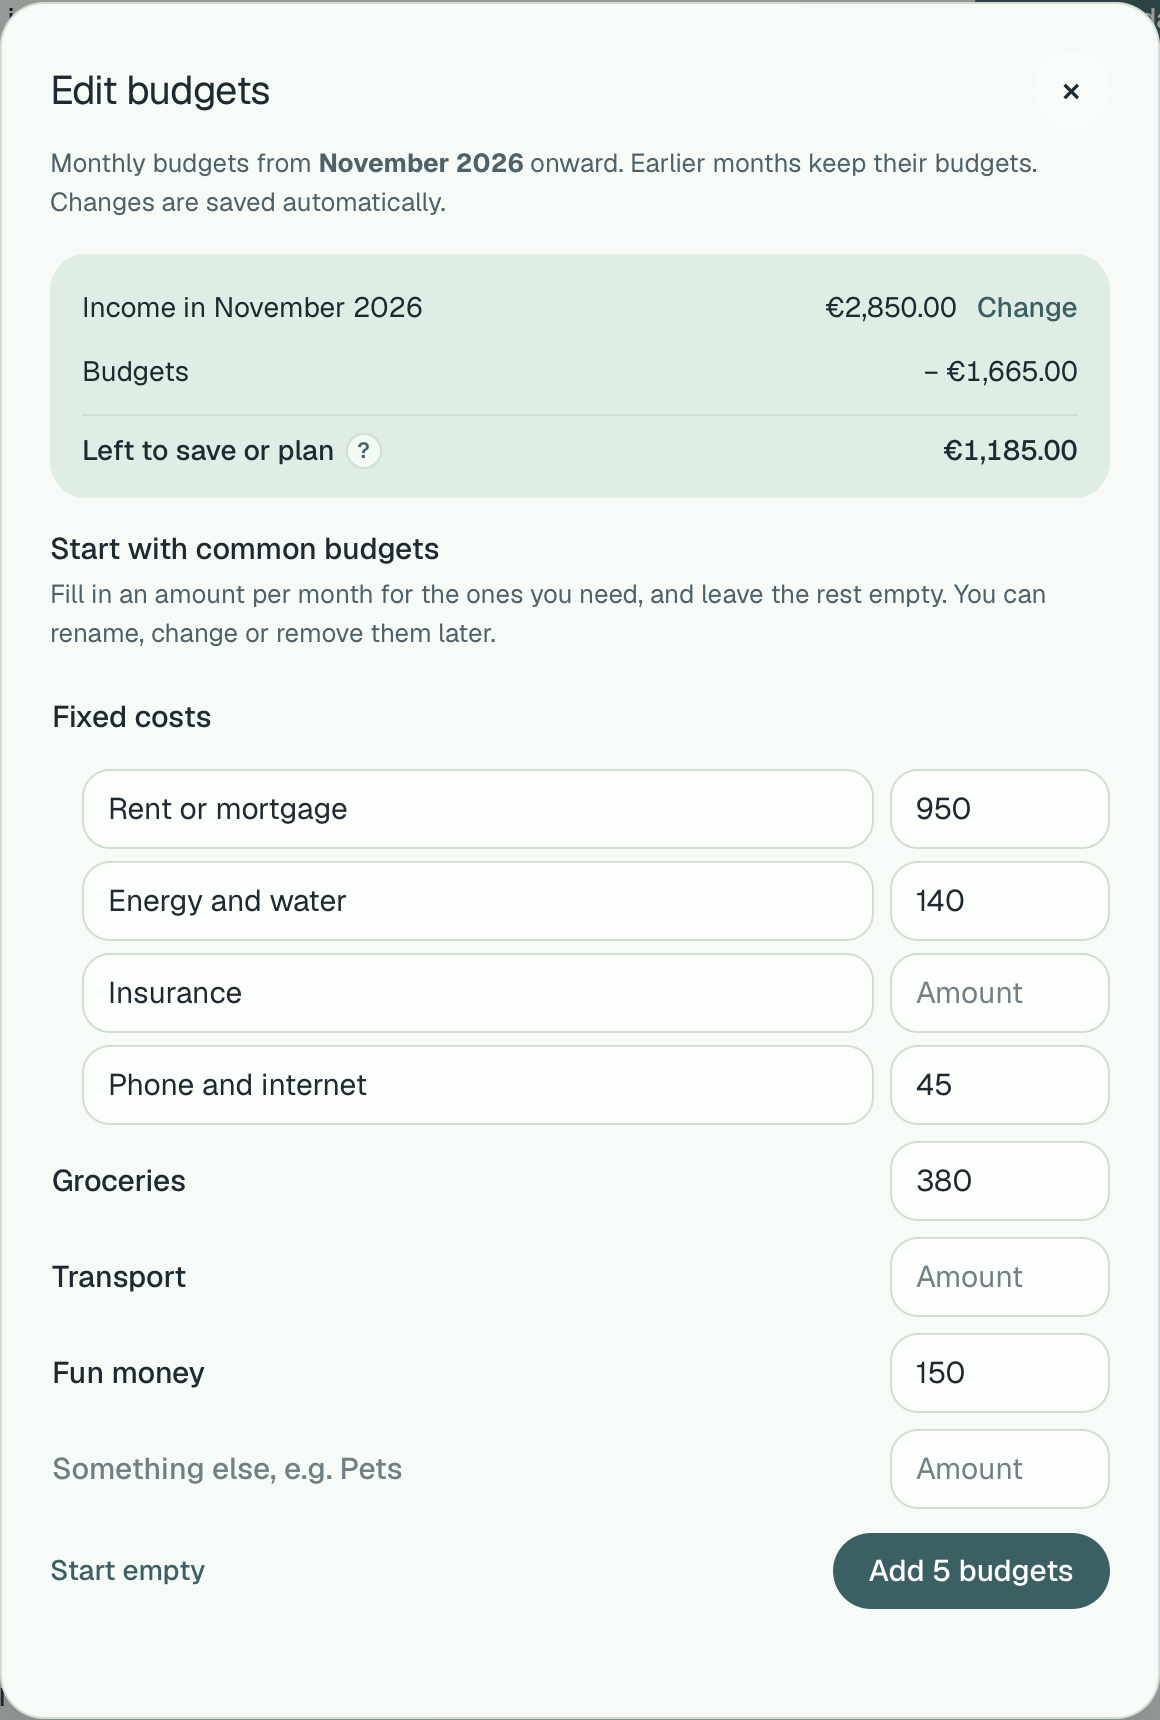 Edit budgets
×
Monthly budgets from November 2026 onward. Earlier months keep their budgets.
Changes are saved automatically.
Income in November 2026 €2,850.00 Change
Budgets – €1,665.00
Left to save or plan ? €1,185.00
Start with common budgets
Fill in an amount per month for the ones you need, and leave the rest empty. You can
rename, change or remove them later.
Fixed costs
Rent or mortgage 950
Energy and water 140
Insurance Amount
Phone and internet 45
Groceries 380
Transport Amount
Fun money 150
Something else, e.g. Pets Amount
Start empty Add 5 budgets